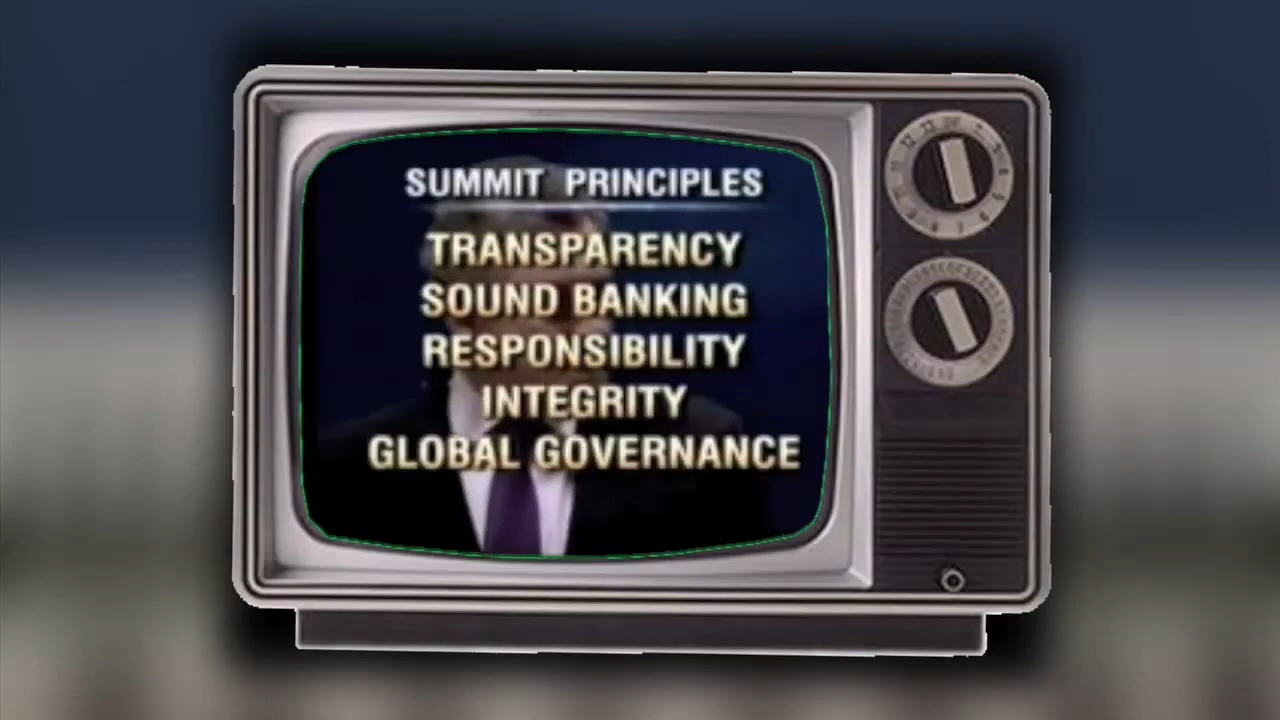 SUMMIT PRINCIPLES
TRANSPARENCY
SOUND BANKING
RESPONSIBILITY
INTEGRITY
GLOBAL GOVERNANCE